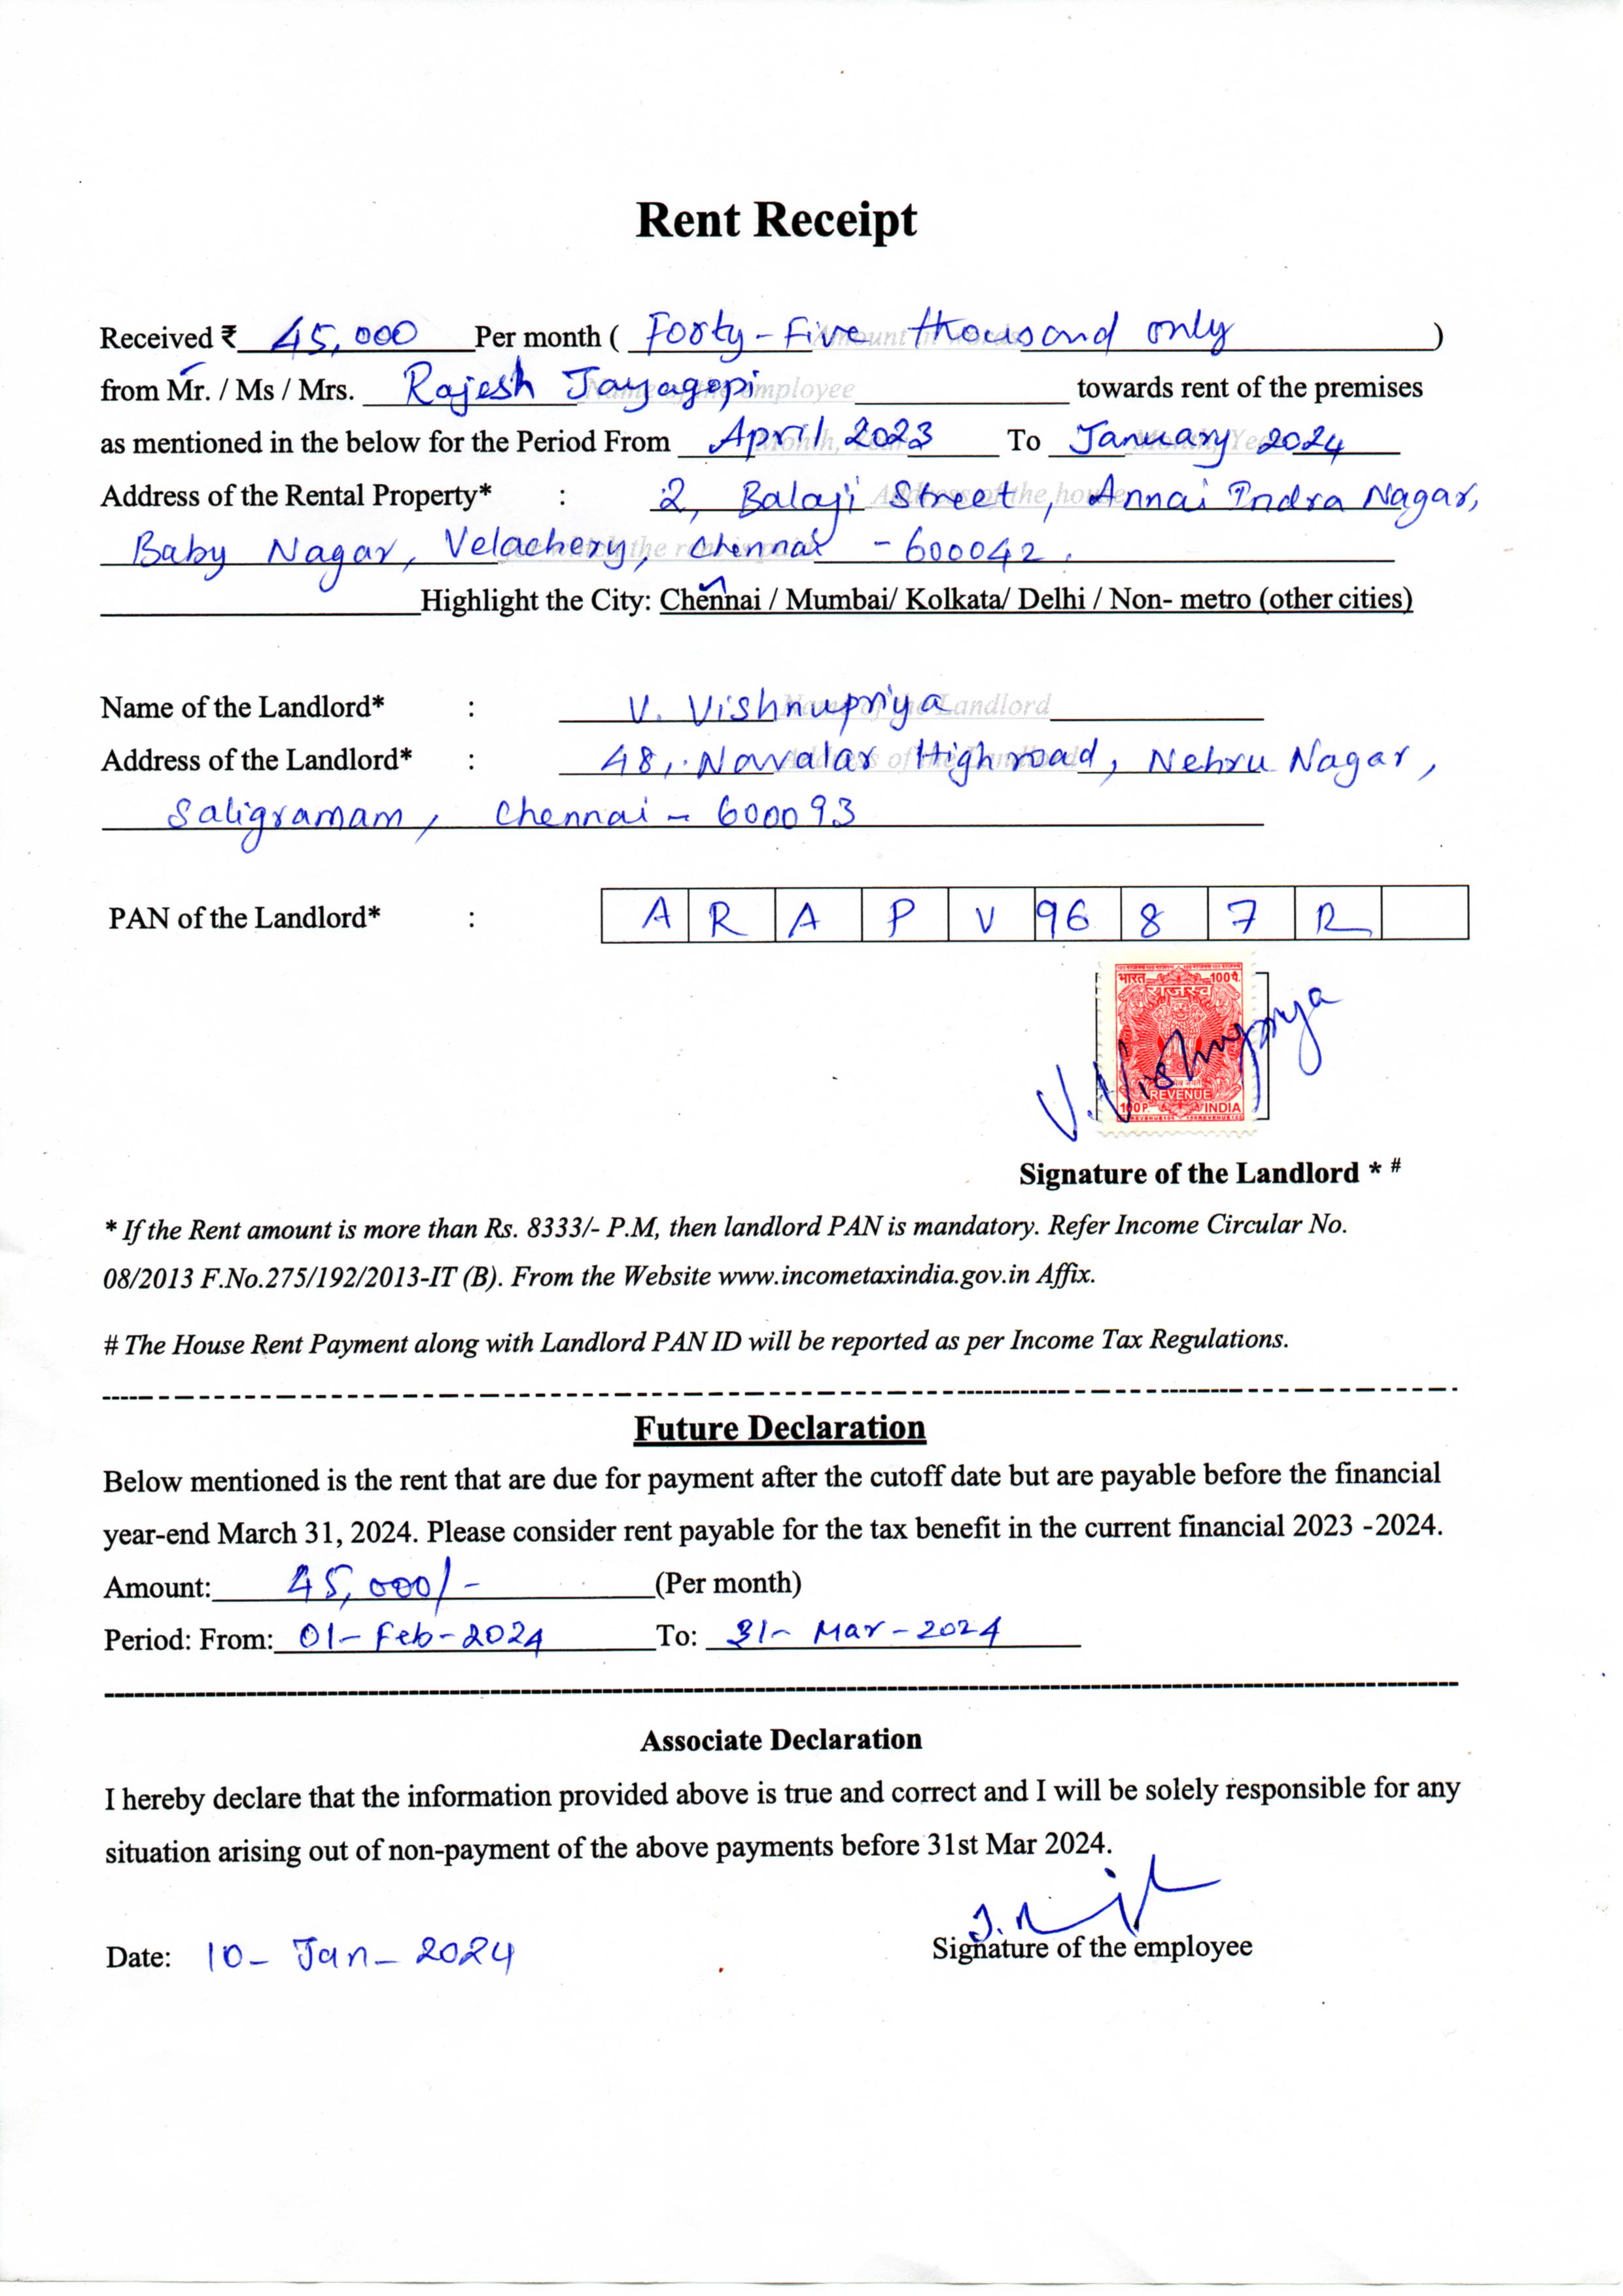 Rent Receipt
Received ₹ 45,000 Per month ( Forty-Five thousand only )
from Mr. / Ms / Mrs. Rajesh Jayagopi towards rent of the premises
as mentioned in the below for the Period From April 2023 To January 2024
Address of the Rental Property* : 2, Balaji Street, Annai Indra Nagar,
Baby Nagar, Velachery, Chennai - 600042.
Highlight the City: Chennai / Mumbai/ Kolkata/ Delhi / Non- metro (other cities)
Name of the Landlord* : V. Vishnupriya
Address of the Landlord* : 48, Navalar High road, Nehru Nagar,
Saligramam, Chennai - 600093
PAN of the Landlord* : A R A P V 96 8 7 R
भारत 100 पै.
राजस्व
REVENUE
100 P. INDIA
V. Vishnupriya
Signature of the Landlord * #
* If the Rent amount is more than Rs. 8333/- P.M, then landlord PAN is mandatory. Refer Income Circular No.
08/2013 F.No.275/192/2013-IT (B). From the Website www.incometaxindia.gov.in Affix.
# The House Rent Payment along with Landlord PAN ID will be reported as per Income Tax Regulations.
Future Declaration
Below mentioned is the rent that are due for payment after the cutoff date but are payable before the financial
year-end March 31, 2024. Please consider rent payable for the tax benefit in the current financial 2023 -2024.
Amount: 45,000/- (Per month)
Period: From: 01-Feb-2024 To: 31-Mar-2024
Associate Declaration
I hereby declare that the information provided above is true and correct and I will be solely responsible for any
situation arising out of non-payment of the above payments before 31st Mar 2024.
Date: 10-Jan-2024
Signature of the employee